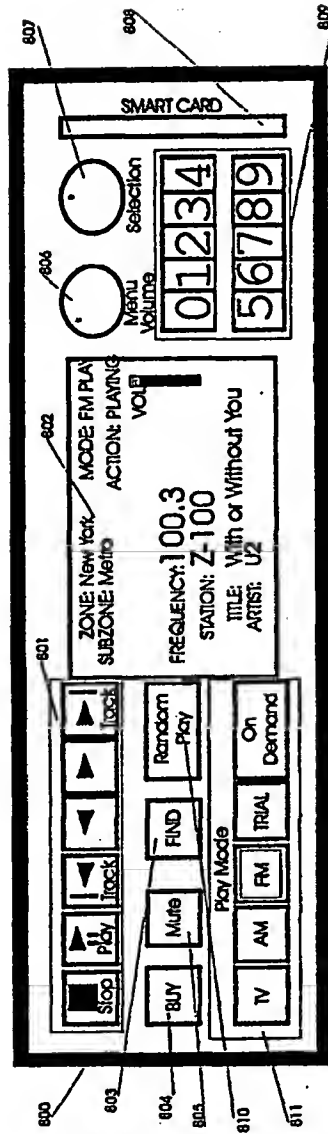 800
801
802
806
807
Stop
Play
Track
Track
ZONE: New York
MODE: FM PLAY
SUBZONE: Metro
ACTION: PLAYING
VOL
Menu
Volume
Selection
SMART CARD
803
BUY
Mute
FIND
Random
Play
FREQUENCY: 100.3
STATION: Z-100
TITLE: With or Without You
ARTIST: U2
0 1 2 3 4
5 6 7 8 9
Play Mode
TV
AM
FM
TRIAL
On
Demand
804
805
810
811
808
809